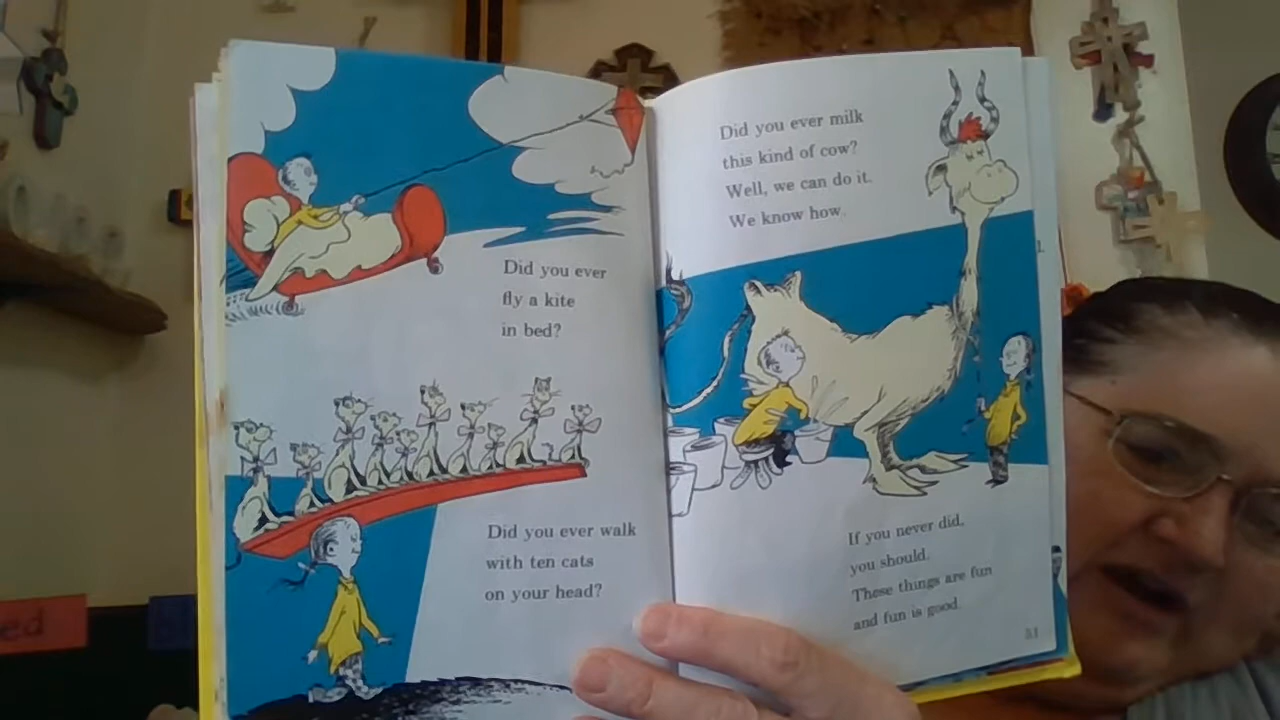 Did you ever
fly a kite
in bed?
Did you ever walk
with ten cats
on your head?
Did you ever milk
this kind of cow?
Well, we can do it.
We know how.
If you never did,
you should.
These things are fun
and fun is good.
51
ed